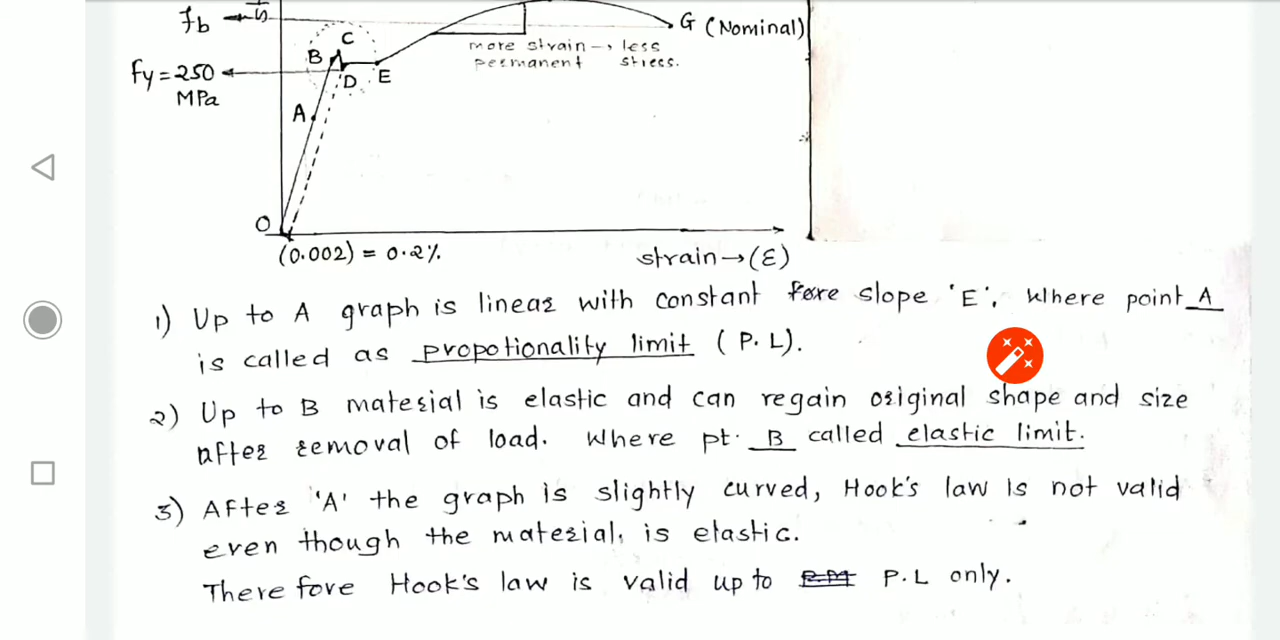 fb
G (Nominal)
more strain → less
permanent stress.
C
B
fy = 250
MPa
D
E
A
O
(0.002) = 0.2%
strain → (ε)
1) Up to A graph is linear with constant slope 'E'. Where point A
is called as propotionality limit (P.L).
2) Up to B material is elastic and can regain original shape and size
after removal of load. Where pt. B called elastic limit.
3) After 'A' the graph is slightly curved, Hook's law is not valid
even though the material, is elastic.
There fore Hook's law is valid up to P.L only.